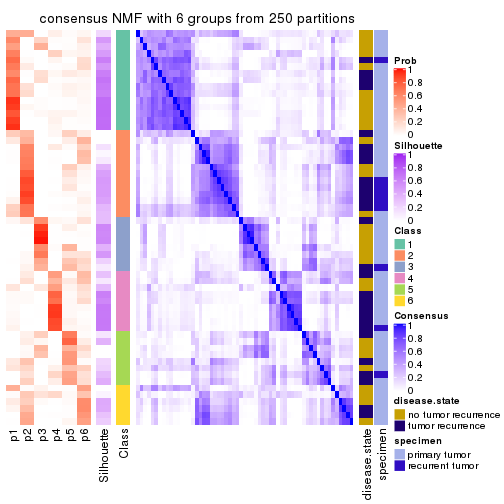 consensus NMF with 6 groups from 250 partitions
p1
p2
p3
p4
p5
p6
Silhouette
Class
disease.state
specimen
Prob
1
0.8
0.6
0.4
0.2
0
Silhouette
1
0.8
0.6
0.4
0.2
0
Class
1
2
3
4
5
6
Consensus
1
0.8
0.6
0.4
0.2
0
disease.state
no tumor recurrence
tumor recurrence
specimen
primary tumor
recurrent tumor